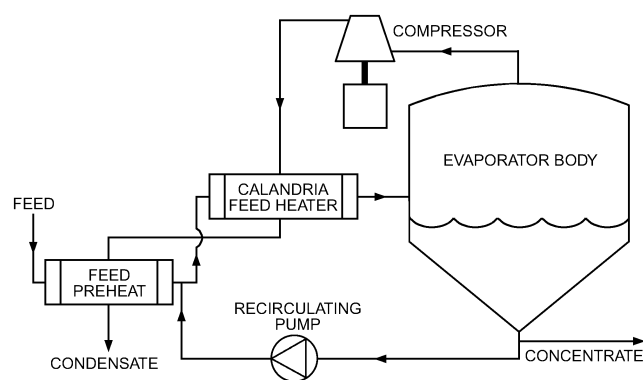 COMPRESSOR
EVAPORATOR BODY
CALANDRIA
FEED HEATER
FEED
FEED
PREHEAT
RECIRCULATING
PUMP
CONDENSATE
CONCENTRATE